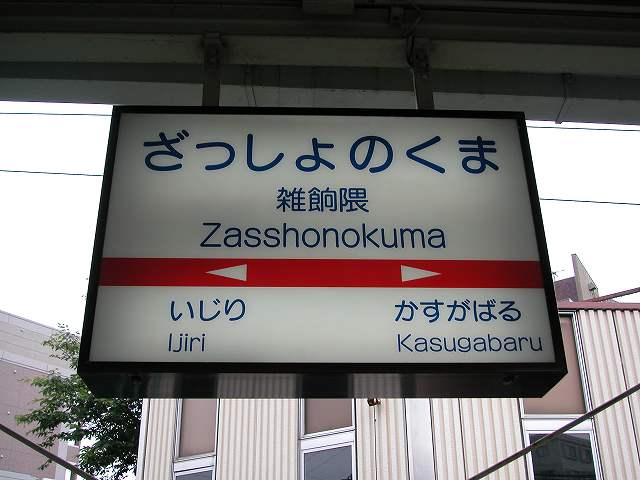 ざっしょのくま
雑餉隈
Zasshonokuma
いじり かすがばる
Ijiri Kasugabaru